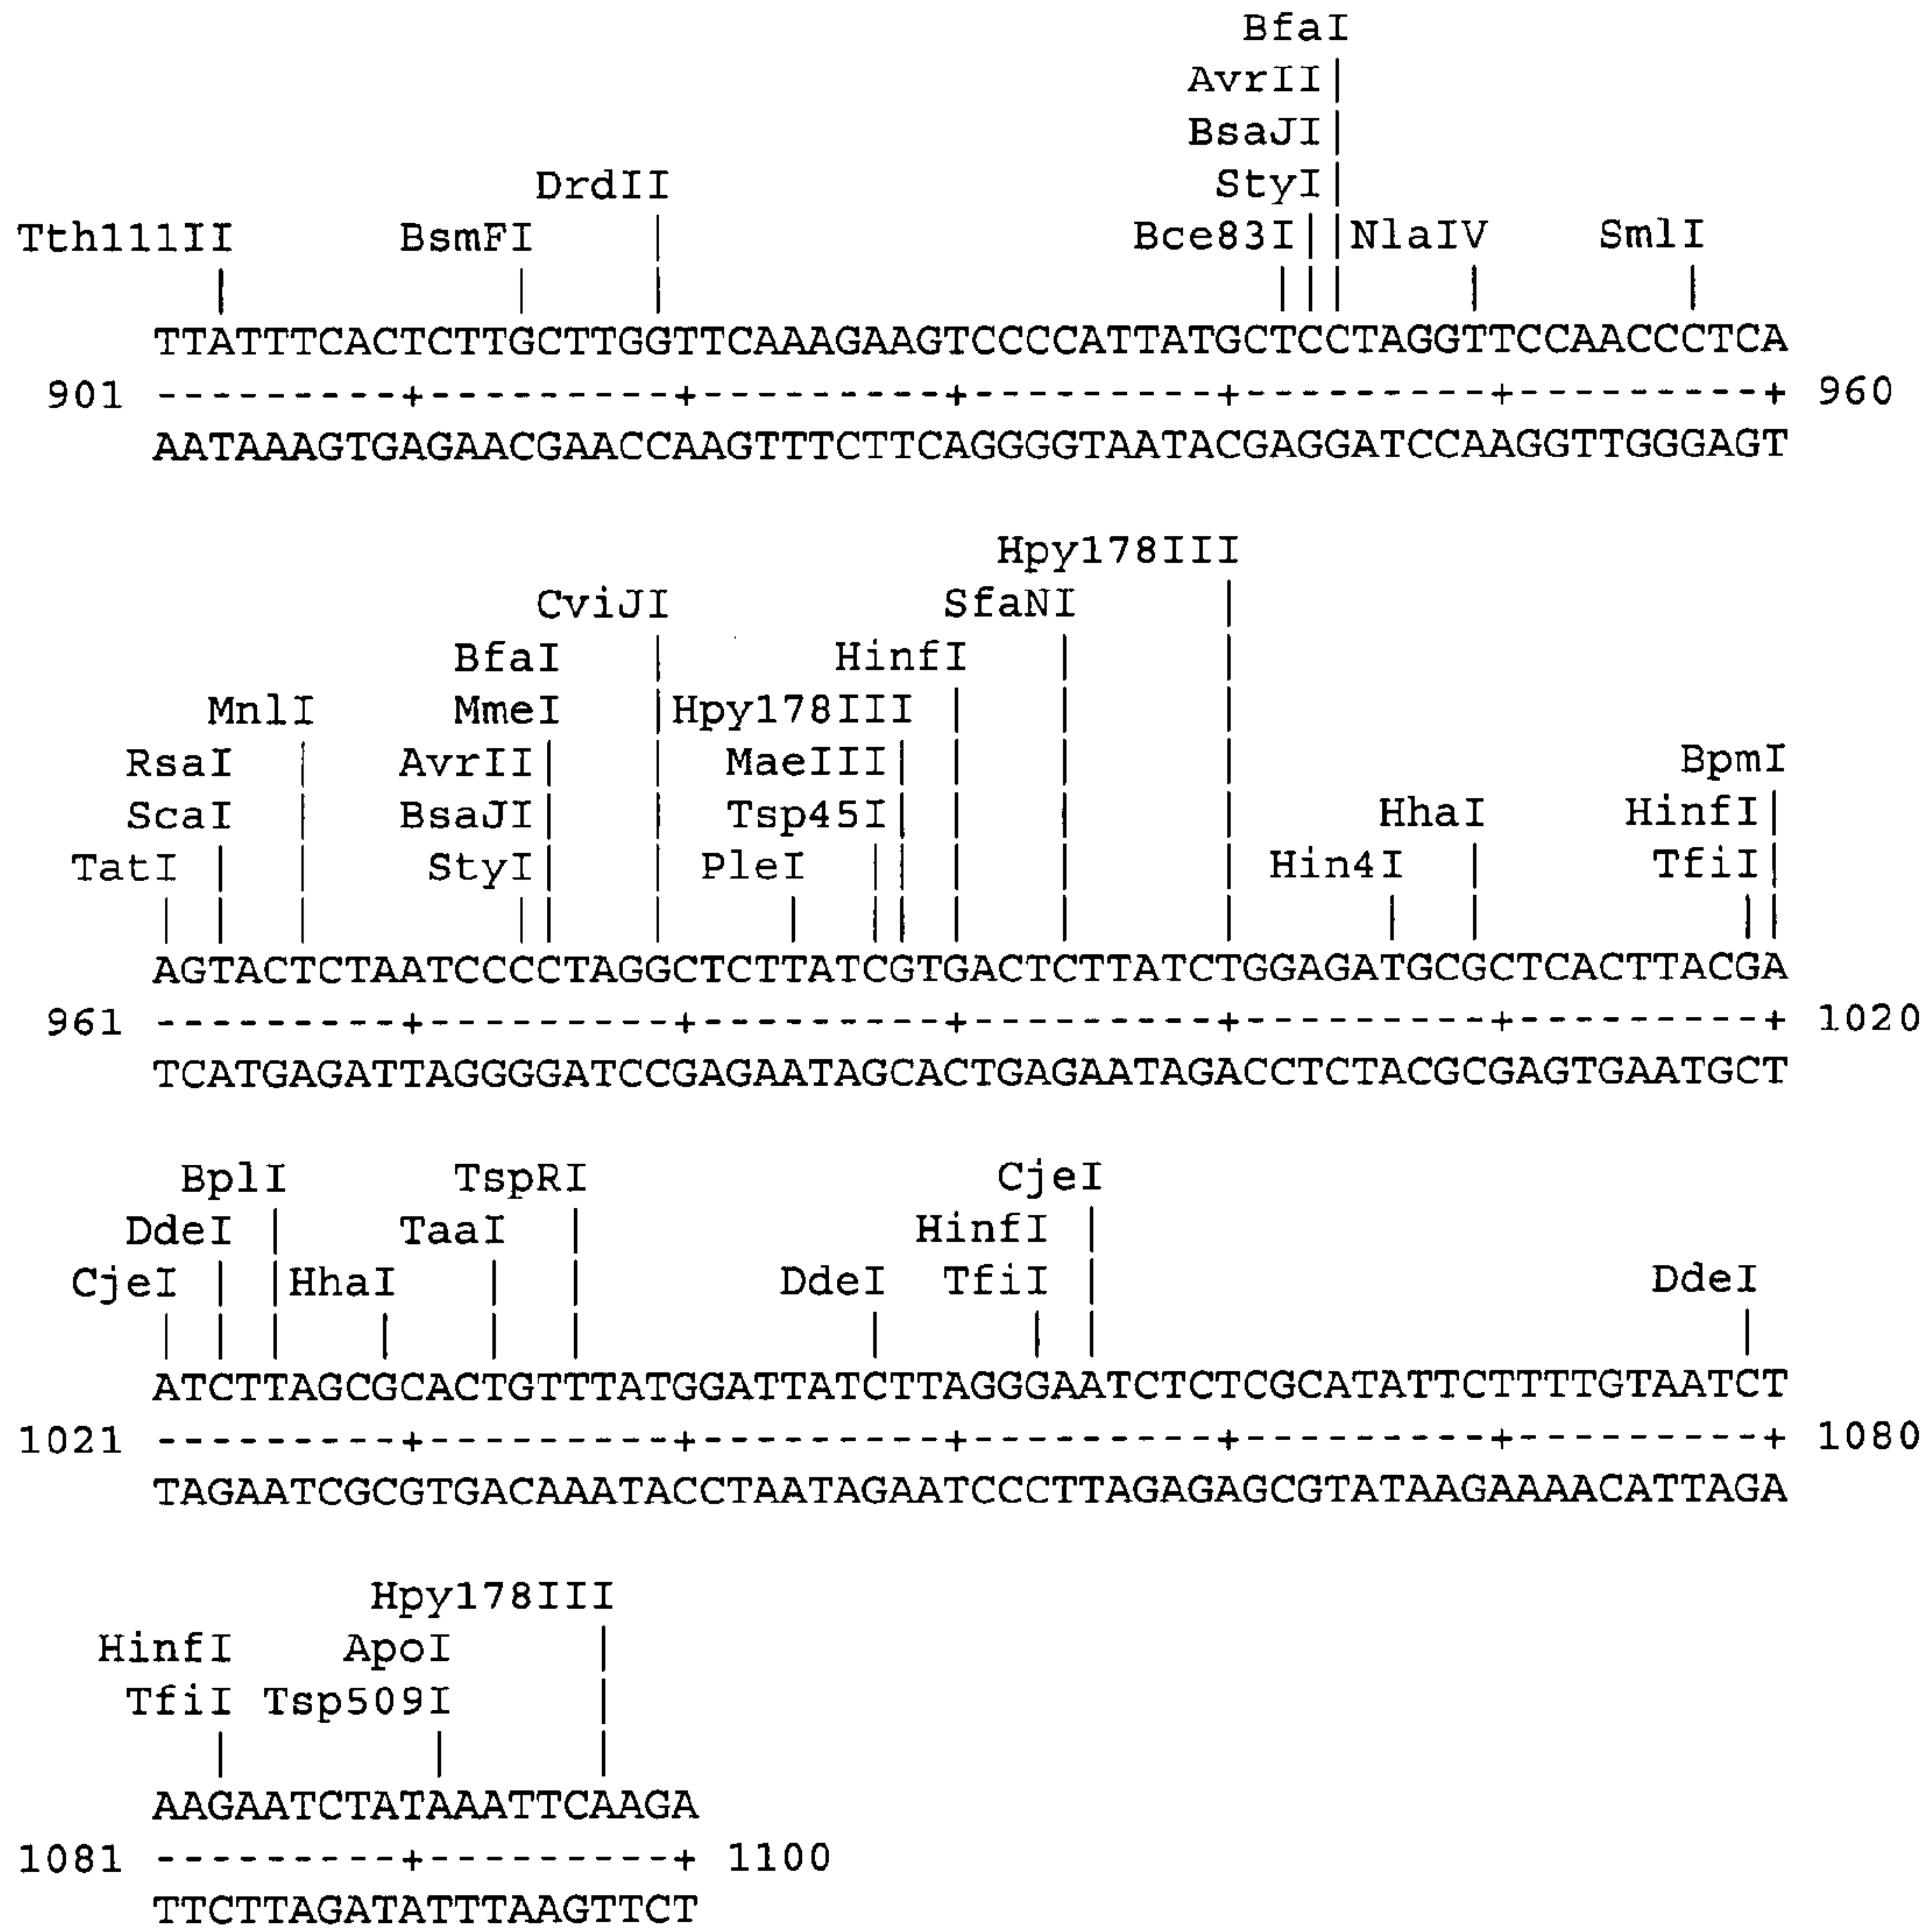 BfaI
AvrII|
BsaJI|
DrdII StyI|
Tth111II BsmFI | Bce83I||NlaIV SmlI
| | | ||| | |
TTATTTCACTCTTGCTTGGTTCAAAGAAGTCCCCATTATGCTCCTAGGTTCCAACCCTCA
901 ---------+---------+---------+---------+---------+---------+ 960
AATAAAGTGAGAACGAACCAAGTTTCTTCAGGGGTAATACGAGGATCCAAGGTTGGGAGT
Hpy178III
CviJI SfaNI |
BfaI | HinfI | |
MnlI MmeI |Hpy178III | | |
RsaI | AvrII| | MaeIII| | | | BpmI
ScaI | BsaJI| | Tsp45I| | | | HhaI HinfI|
TatI | | StyI| | PleI || | | | Hin4I | TfiI|
| | | || | | || | | | | | ||
AGTACTCTAATCCCCTAGGCTCTTATCGTGACTCTTATCTGGAGATGCGCTCACTTACGA
961 ---------+---------+---------+---------+---------+---------+ 1020
TCATGAGATTAGGGGATCCGAGAATAGCACTGAGAATAGACCTCTACGCGAGTGAATGCT
BplI TspRI CjeI
DdeI | TaaI | HinfI |
CjeI | |HhaI | | DdeI TfiI | DdeI
| | | | | | | | | |
ATCTTAGCGCACTGTTTATGGATTATCTTAGGGAATCTCTCGCATATTCTTTTGTAATCT
1021 ---------+---------+---------+---------+---------+---------+ 1080
TAGAATCGCGTGACAAATACCTAATAGAATCCCTTAGAGAGCGTATAAGAAAACATTAGA
Hpy178III
HinfI ApoI |
TfiI Tsp509I |
| | |
AAGAATCTATAAATTCAAGA
1081 ---------+---------+ 1100
TTCTTAGATATTTAAGTTCT